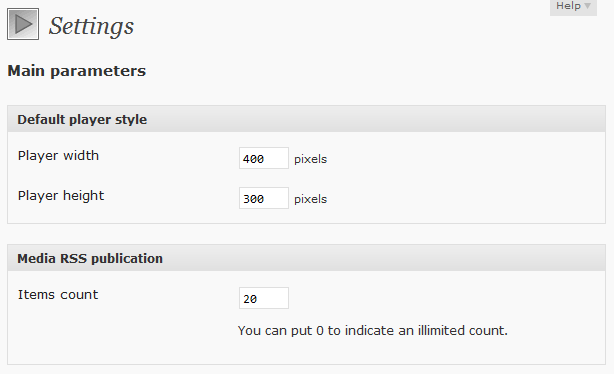 Help
Settings
Main parameters
Default player style
Player width 400 pixels
Player height 300 pixels
Media RSS publication
Items count 20
You can put 0 to indicate an illimited count.